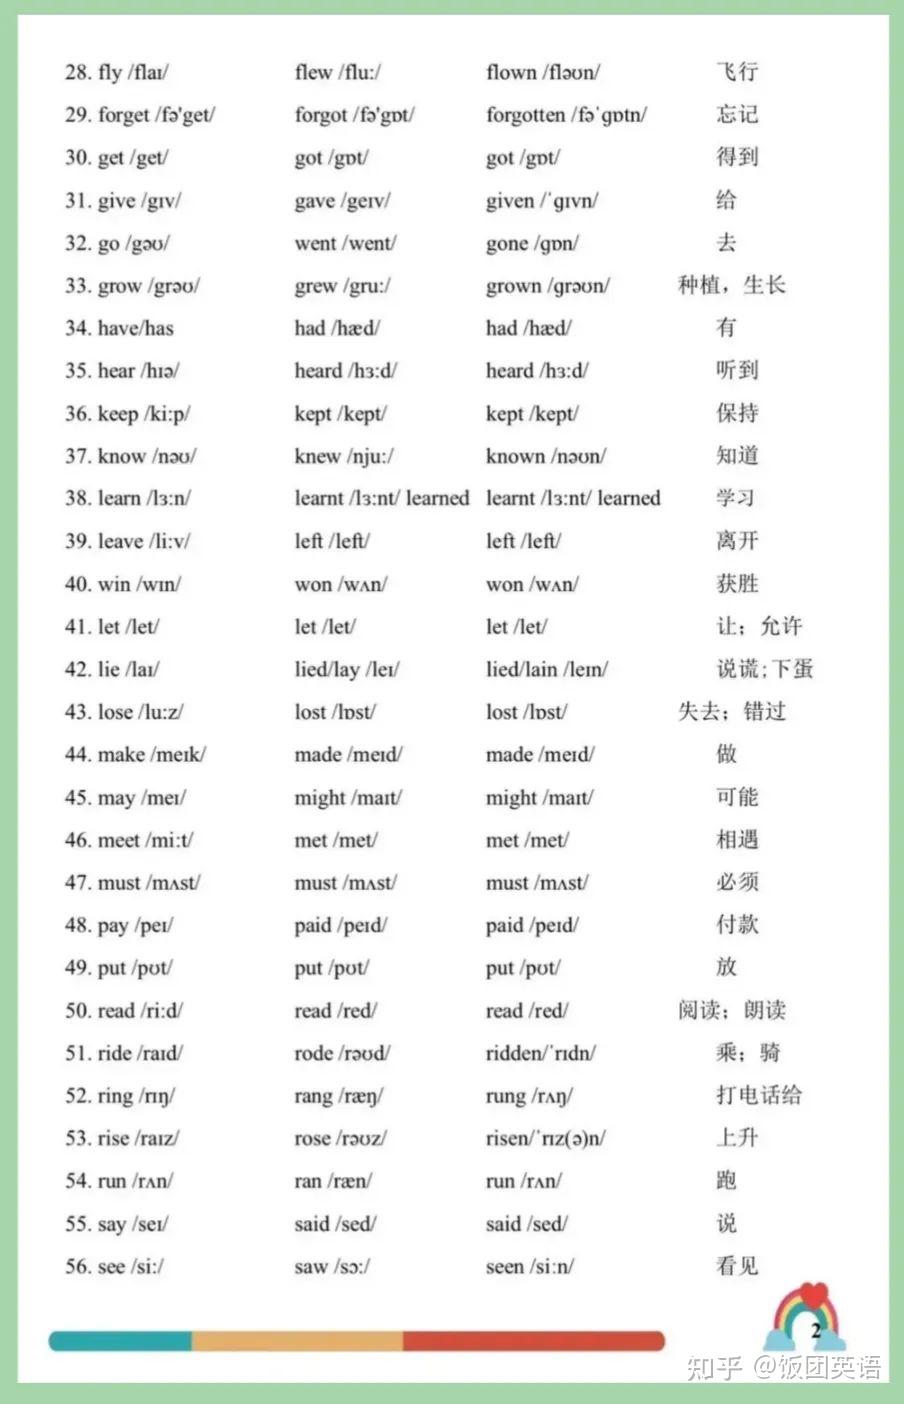 28. fly /flaɪ/ flew /flu:/ flown /fləʊn/ 飞行
29. forget /fə'get/ forgot /fə'gɒt/ forgotten /fəˈɡɒtn/ 忘记
30. get /get/ got /gɒt/ got /gɒt/ 得到
31. give /gɪv/ gave /geɪv/ given /ˈɡɪvn/ 给
32. go /gəʊ/ went /went/ gone /ɡɒn/ 去
33. grow /grəʊ/ grew /gru:/ grown /ɡrəʊn/ 种植，生长
34. have/has had /hæd/ had /hæd/ 有
35. hear /hɪə/ heard /hɜ:d/ heard /hɜ:d/ 听到
36. keep /ki:p/ kept /kept/ kept /kept/ 保持
37. know /nəʊ/ knew /nju:/ known /nəʊn/ 知道
38. learn /lɜ:n/ learnt /lɜ:nt/ learned learnt /lɜ:nt/ learned 学习
39. leave /li:v/ left /left/ left /left/ 离开
40. win /wɪn/ won /wʌn/ won /wʌn/ 获胜
41. let /let/ let /let/ let /let/ 让；允许
42. lie /laɪ/ lied/lay /leɪ/ lied/lain /leɪn/ 说谎;下蛋
43. lose /lu:z/ lost /lɒst/ lost /lɒst/ 失去；错过
44. make /meɪk/ made /meɪd/ made /meɪd/ 做
45. may /meɪ/ might /maɪt/ might /maɪt/ 可能
46. meet /mi:t/ met /met/ met /met/ 相遇
47. must /mʌst/ must /mʌst/ must /mʌst/ 必须
48. pay /peɪ/ paid /peɪd/ paid /peɪd/ 付款
49. put /pʊt/ put /pʊt/ put /pʊt/ 放
50. read /ri:d/ read /red/ read /red/ 阅读；朗读
51. ride /raɪd/ rode /rəʊd/ ridden/ˈrɪdn/ 乘；骑
52. ring /rɪŋ/ rang /ræŋ/ rung /rʌŋ/ 打电话给
53. rise /raɪz/ rose /rəʊz/ risen/ˈrɪz(ə)n/ 上升
54. run /rʌn/ ran /ræn/ run /rʌn/ 跑
55. say /seɪ/ said /sed/ said /sed/ 说
56. see /si:/ saw /sɔ:/ seen /si:n/ 看见
2
知乎 @饭团英语